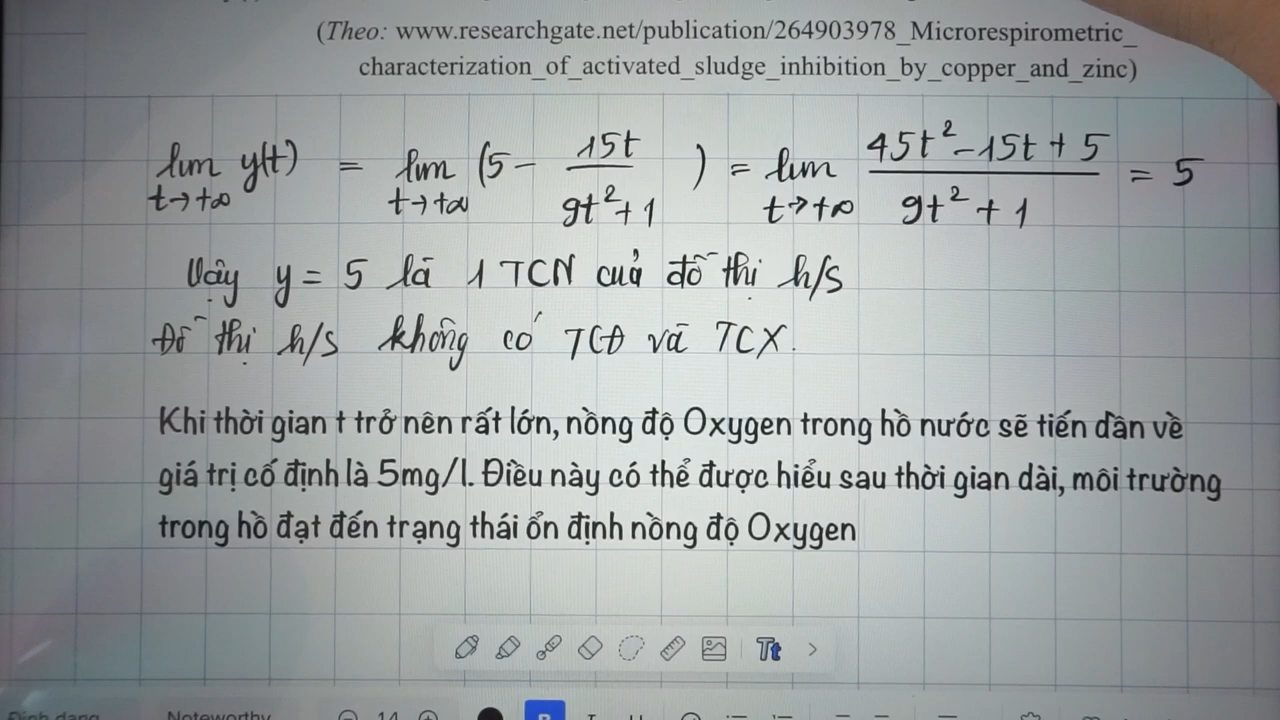 (Theo: www.researchgate.net/publication/264903978_Microrespirometric_
characterization_of_activated_sludge_inhibition_by_copper_and_zinc)
lim t→+∞ y(t) = lim t→+∞ (5 - 15t / 9t² + 1) = lim t→+∞ 45t² - 15t + 5 / 9t² + 1 = 5
Vậy y = 5 là 1 TCN của đồ thị h/s
Đồ thị h/s không có TCĐ và TCX.
Khi thời gian t trở nên rất lớn, nồng độ Oxygen trong hồ nước sẽ tiến dần về
giá trị cố định là 5mg/l. Điều này có thể được hiểu sau thời gian dài, môi trường
trong hồ đạt đến trạng thái ổn định nồng độ Oxygen
Tt
Định dạng Noteworthy 14